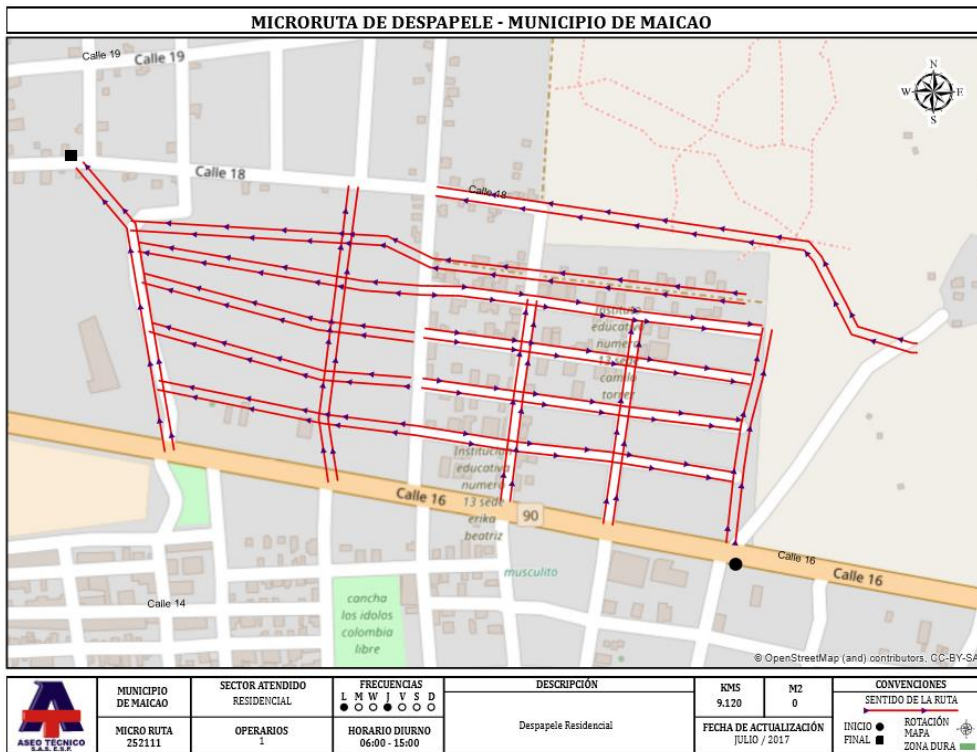 MICRORUTA DE DESPAPELE - MUNICIPIO DE MAICAO
Calle 19
Calle 19
N
W E
S
Calle 18
Calle 18
Instituto
educativa
numero
13 sede
camilo
torrer
Institucion
educativa
numero
13 sede
erika
beatriz
Calle 16
90
Calle 16
Calle 16
musculito
Calle 14
cancha
los idolos
colombia
libre
© OpenStreetMap (and) contributors, CC-BY-SA
ASEO TECNICO
S.A.S. E.S.P.
MUNICIPIO
DE MAICAO
MICRO RUTA
252111
SECTOR ATENDIDO
RESIDENCIAL
OPERARIOS
1
FRECUENCIAS
L M W J V S D
HORARIO DIURNO
06:00 - 15:00
DESCRIPCIÓN
Despapele Residencial
KMS
9.120
M2
0
FECHA DE ACTUALIZACIÓN
JULIO / 2017
CONVENCIONES
SENTIDO DE LA RUTA
INICIO
FINAL
ROTACIÓN
MAPA
ZONA DURA